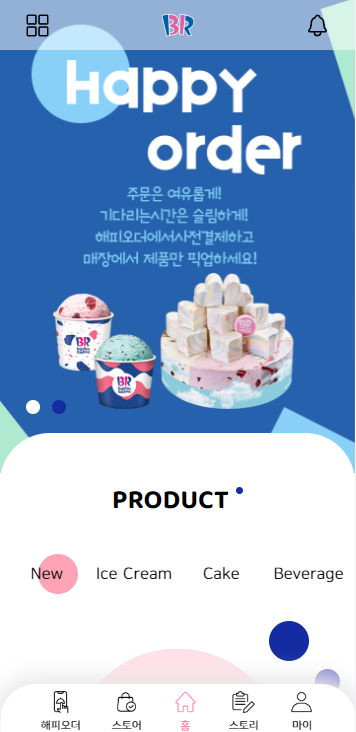 BR
happy
order
주문은 여유롭게!
기다리는시간은 슬림하게!
해피오더에서사전결제하고
매장에서 제품만 픽업하세요!
BR
BR
BR
PRODUCT
New Ice Cream Cake Beverage
해피오더 스토어 홈 스토리 마이